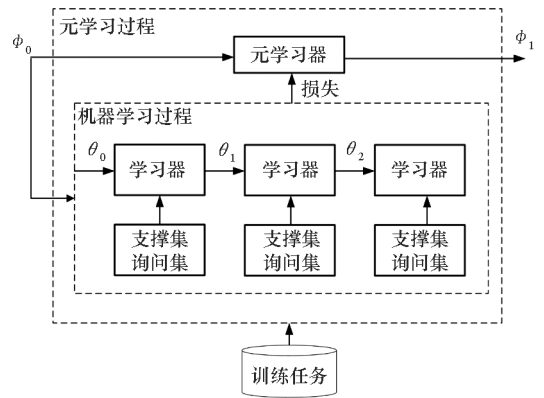 元学习过程
ϕ0
元学习器
ϕ1
损失
机器学习过程
θ0
学习器
θ1
学习器
θ2
学习器
支撑集
询问集
支撑集
询问集
支撑集
询问集
训练任务